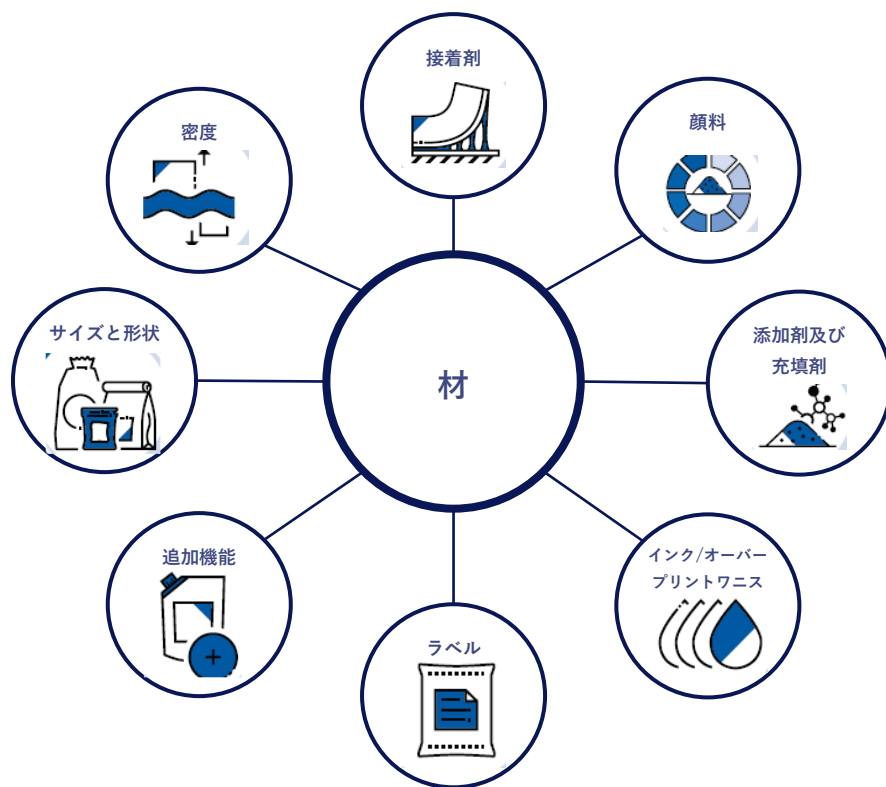 接着剤
密度
顔料
サイズと形状
添加剤及び
充填剤
材
追加機能
インク/オーバー
プリントワニス
ラベル